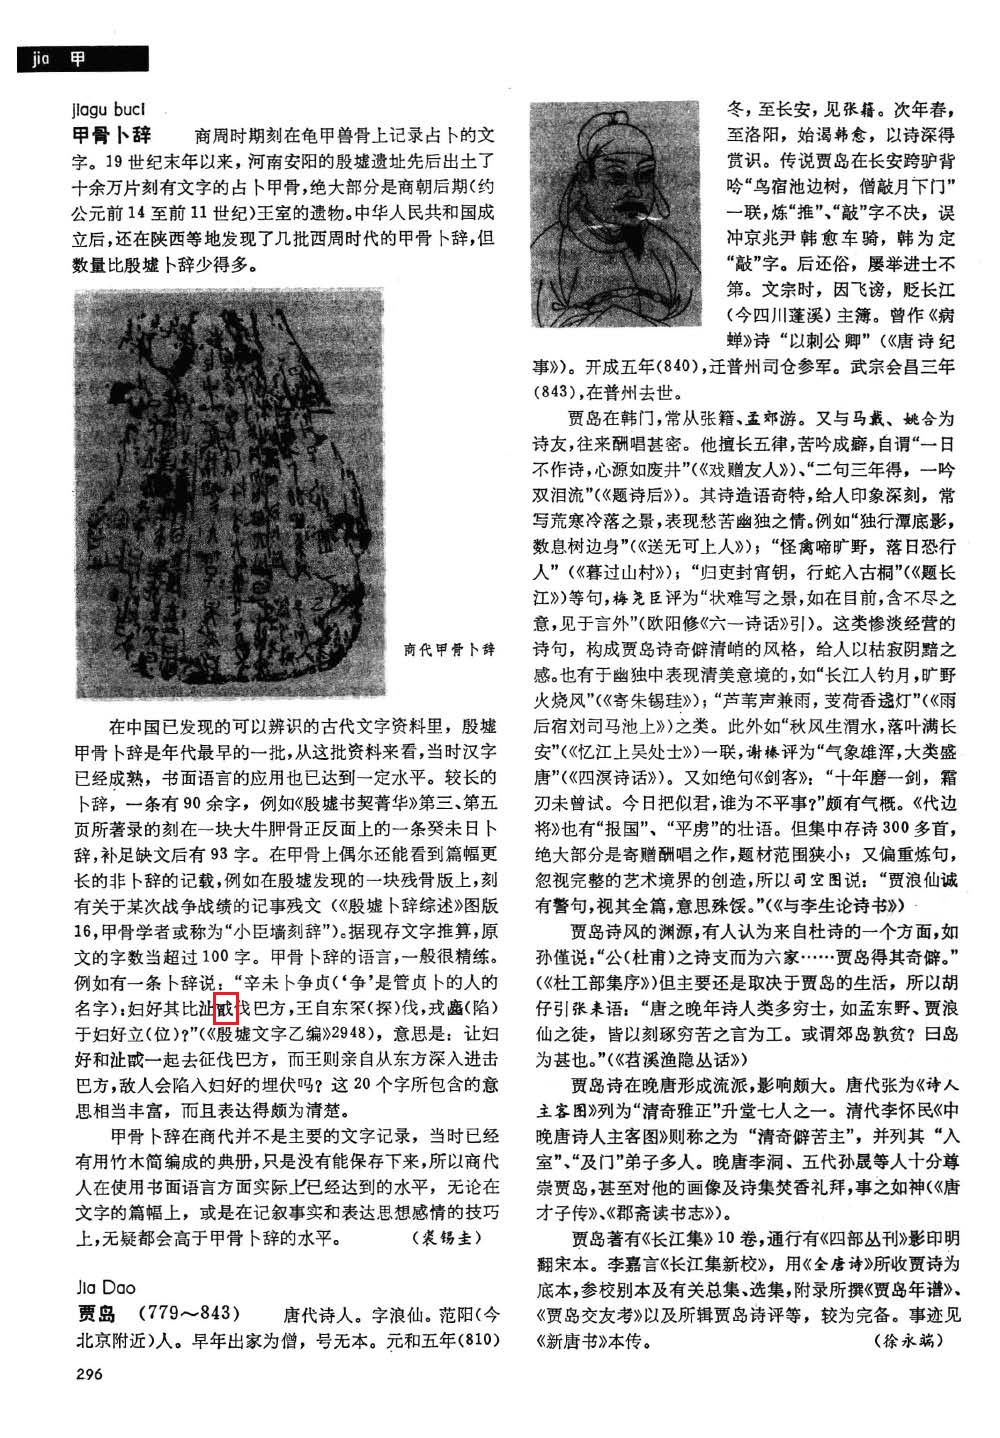 jia 甲
jiagu buci
甲骨卜辞 商周时期刻在龟甲兽骨上记录占卜的文
字。19世纪末年以来，河南安阳的殷墟遗址先后出土了
十余万片刻有文字的占卜甲骨，绝大部分是商朝后期(约
公元前14至前11世纪)王室的遗物。中华人民共和国成
立后，还在陕西等地发现了几批西周时代的甲骨卜辞，但
数量比殷墟卜辞少得多。
商代甲骨卜辞
在中国已发现的可以辨识的古代文字资料里，殷墟
甲骨卜辞是年代最早的一批，从这批资料来看，当时汉字
已经成熟，书面语言的应用也已达到一定水平。较长的
卜辞，一条有90余字，例如《殷墟书契菁华》第三、第五
页所著录的刻在一块大牛胛骨正反面上的一条癸未日卜
辞，补足缺文后有93字。在甲骨上偶尔还能看到篇幅更
长的非卜辞的记载，例如在殷墟发现的一块残骨版上，刻
有关于某次战争战绩的记事残文（《殷墟卜辞综述》图版
16，甲骨学者或称为“小臣墙刻辞”）。据现存文字推算，原
文的字数当超过100字。甲骨卜辞的语言，一般很精练。
例如有一条卜辞说：“辛未卜争贞(‘争’是管贞卜的人的
名字)：妇好其比沚伐巴方，王自东罙(探)伐，戎(陷)
于妇好立(位)？”(《殷墟文字乙编》2948)，意思是：让妇
好和沚一起去征伐巴方，而王则亲自从东方深入进击
巴方，敌人会陷入妇好的埋伏吗？这20个字所包含的意
思相当丰富，而且表达得颇为清楚。
甲骨卜辞在商代并不是主要的文字记录，当时已经
有用竹木简编成的典册，只是没有能保存下来，所以商代
人在使用书面语言方面实际上已经达到的水平，无论在
文字的篇幅上，或是在记叙事实和表达思想感情的技巧
上，无疑都会高于甲骨卜辞的水平。 （裘锡圭）
Jia Dao
贾岛 （779～843） 唐代诗人。字浪仙。范阳(今
北京附近)人。早年出家为僧，号无本。元和五年(810)
冬，至长安，见张籍。次年春，
至洛阳，始谒韩愈，以诗深得
赏识。传说贾岛在长安跨驴背
吟“鸟宿池边树，僧敲月下门”
一联，炼“推”、“敲”字不决，误
冲京兆尹韩愈车骑，韩为定
“敲”字。后还俗，屡举进士不
第。文宗时，因飞谤，贬长江
(今四川蓬溪)主簿。曾作《病
蝉》诗“以刺公卿”（《唐诗纪
事》）。开成五年(840)，迁普州司仓参军。武宗会昌三年
(843)，在普州去世。
贾岛在韩门，常从张籍、孟郊游。又与马戴、姚合为
诗友，往来酬唱甚密。他擅长五律，苦吟成癖，自谓“一日
不作诗，心源如废井”(《戏赠友人》)、“二句三年得，一吟
双泪流”(《题诗后》)。其诗造语奇特，给人印象深刻，常
写荒寒冷落之景，表现愁苦幽独之情。例如“独行潭底影，
数息树边身”(《送无可上人》)；“怪禽啼旷野，落日恐行
人”（《暮过山村》）；“归吏封宵钥，行蛇入古桐”(《题长
江》)等句，梅尧臣评为“状难写之景，如在目前，含不尽之
意，见于言外”(欧阳修《六一诗话》引)。这类惨淡经营的
诗句，构成贾岛诗奇僻清峭的风格，给人以枯寂阴黯之
感。也有于幽独中表现清美意境的，如“长江人钓月，旷野
火烧风”(《寄朱锡珪》)；“芦苇声兼雨，芰荷香遶灯”(《雨
后宿刘司马池上》)之类。此外如“秋风生渭水，落叶满长
安”(《忆江上吴处士》)一联，谢榛评为“气象雄浑，大类盛
唐”(《四溟诗话》)。又如绝句《剑客》：“十年磨一剑，霜
刃未曾试。今日把似君，谁为不平事？”颇有气概。《代边
将》也有“报国”、“平虏”的壮语。但集中存诗300多首，
绝大部分是寄赠酬唱之作，题材范围狭小；又偏重炼句，
忽视完整的艺术境界的创造，所以司空图说：“贾浪仙诚
有警句，视其全篇，意思殊馁。”(《与李生论诗书》)
贾岛诗风的渊源，有人认为来自杜诗的一个方面，如
孙僅说：“公(杜甫)之诗支而为六家……贾岛得其奇僻。”
(《杜工部集序》)但主要还是取决于贾岛的生活，所以胡
仔引张耒语：“唐之晚年诗人类多穷士，如孟东野、贾浪
仙之徒，皆以刻琢穷苦之言为工。或谓郊岛孰贫？曰岛
为甚也。”(《苕溪渔隐丛话》)
贾岛诗在晚唐形成流派，影响颇大。唐代张为《诗人
主客图》列为“清奇雅正”升堂七人之一。清代李怀民《中
晚唐诗人主客图》则称之为“清奇僻苦主”，并列其“入
室”、“及门”弟子多人。晚唐李洞、五代孙晟等人十分尊
崇贾岛，甚至对他的画像及诗集焚香礼拜，事之如神(《唐
才子传》、《郡斋读书志》)。
贾岛著有《长江集》10卷，通行有《四部丛刊》影印明
翻宋本。李嘉言《长江集新校》，用《全唐诗》所收贾诗为
底本，参校别本及有关总集、选集，附录所撰《贾岛年谱》、
《贾岛交友考》以及所辑贾岛诗评等，较为完备。事迹见
《新唐书》本传。 （徐永端）
296